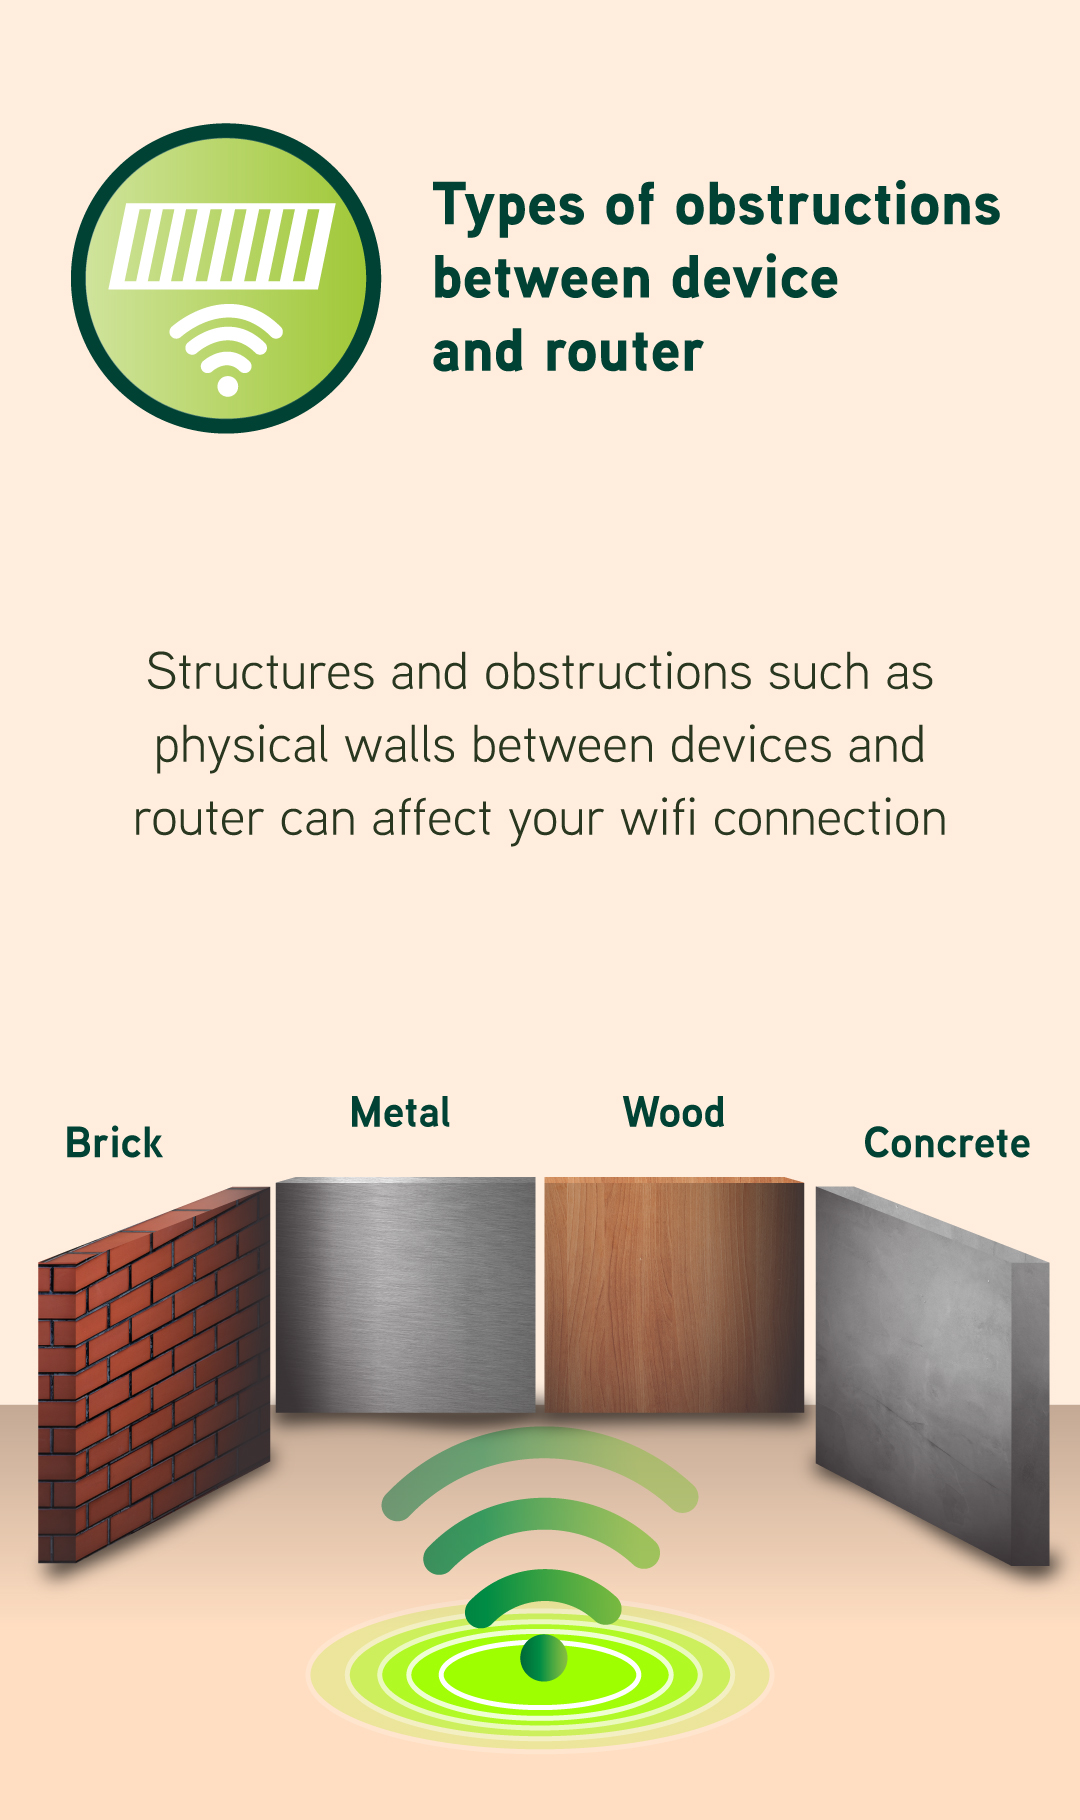 Types of obstructions
between device
and router
Structures and obstructions such as
physical walls between devices and
router can affect your wifi connection
Brick
Metal
Wood
Concrete